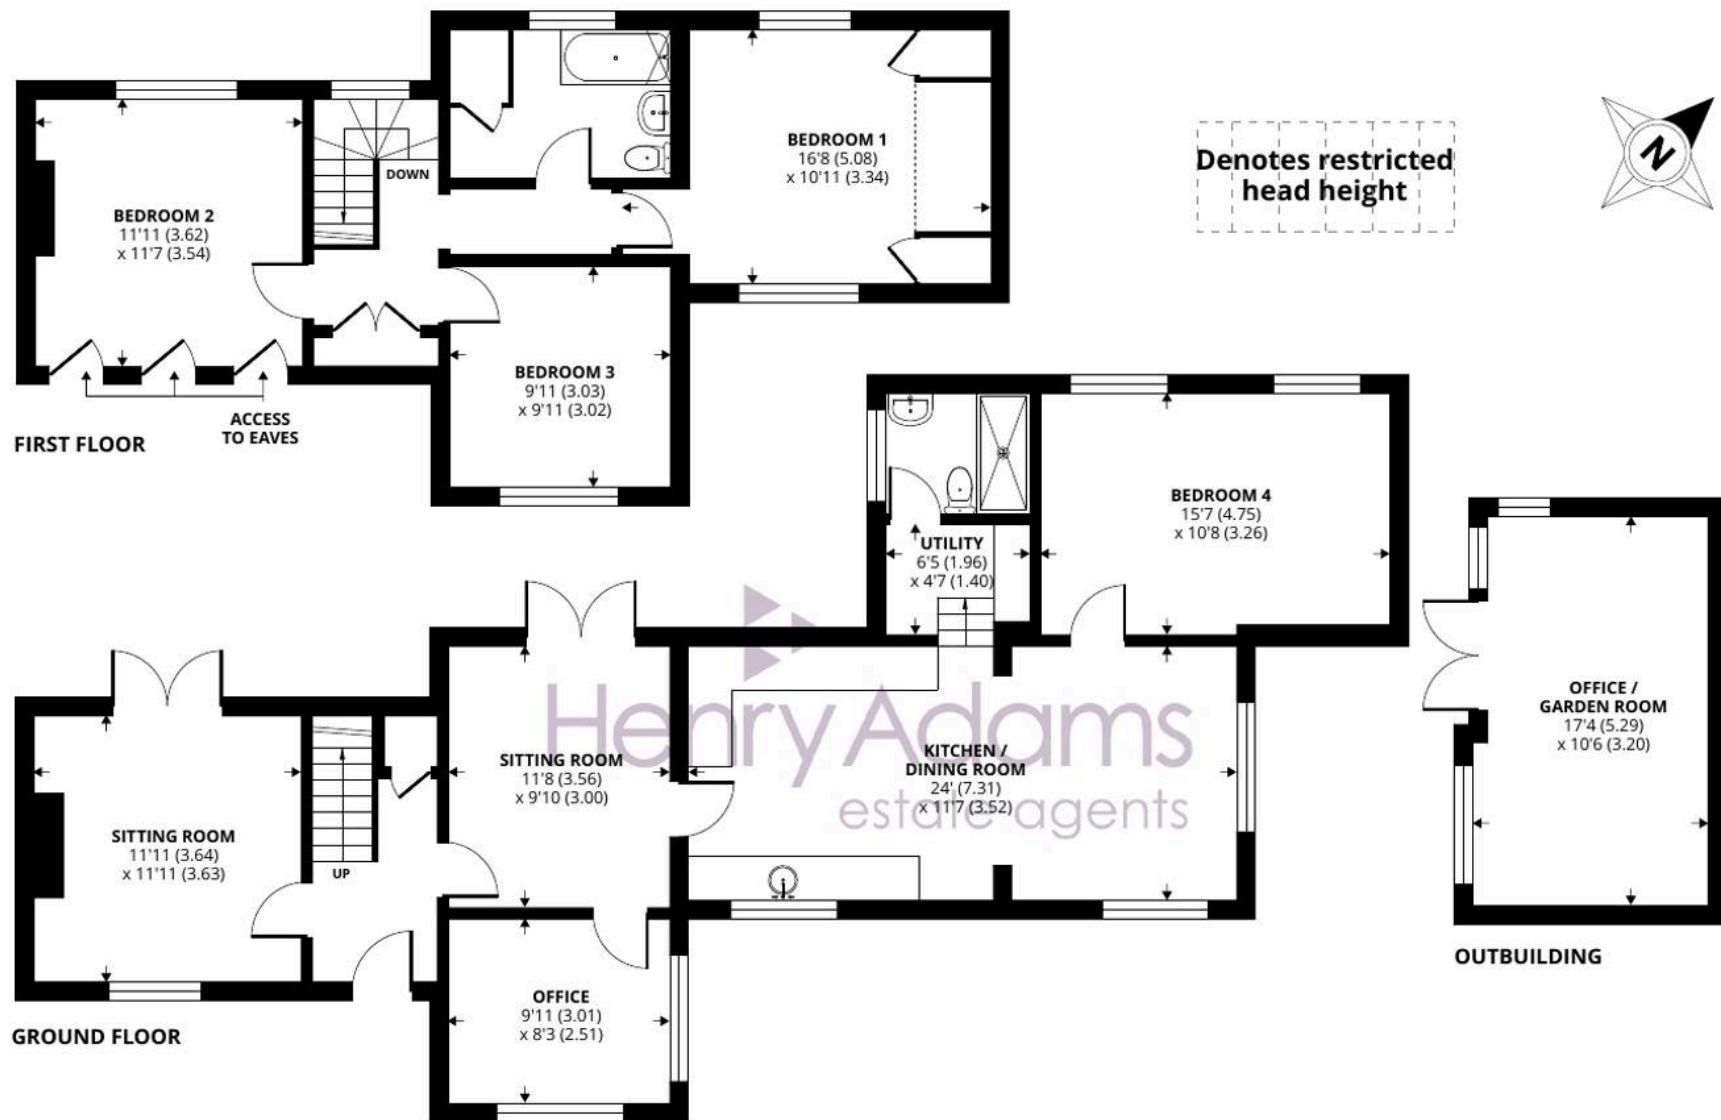 BEDROOM 1
16'8 (5.08)
x 10'11 (3.34)
Denotes restricted
head height
N
DOWN
BEDROOM 2
11'11 (3.62)
x 11'7 (3.54)
BEDROOM 3
9'11 (3.03)
x 9'11 (3.02)
ACCESS
TO EAVES
FIRST FLOOR
BEDROOM 4
15'7 (4.75)
x 10'8 (3.26)
UTILITY
6'5 (1.96)
x 4'7 (1.40)
OFFICE /
GARDEN ROOM
17'4 (5.29)
x 10'6 (3.20)
Henry Adams
estate agents
SITTING ROOM
11'8 (3.56)
x 9'10 (3.00)
KITCHEN /
DINING ROOM
24' (7.31)
x 11'7 (3.52)
SITTING ROOM
11'11 (3.64)
x 11'11 (3.63)
UP
OUTBUILDING
OFFICE
9'11 (3.01)
x 8'3 (2.51)
GROUND FLOOR